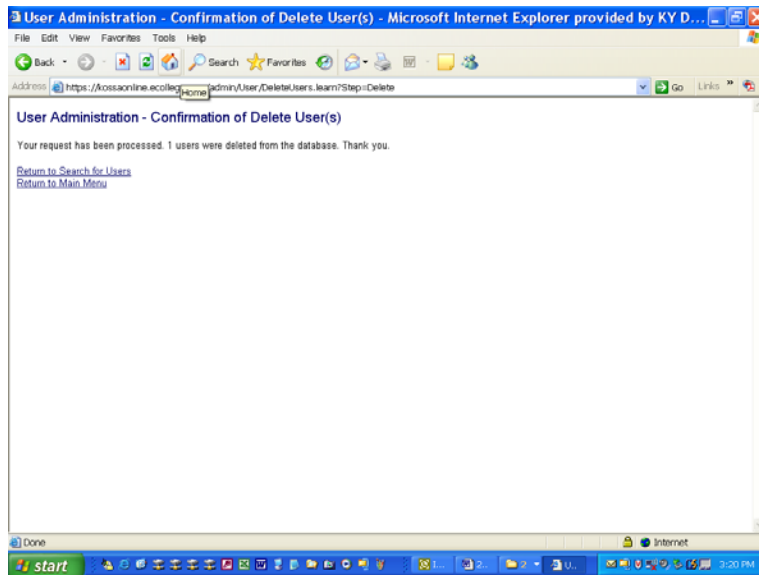 User Administration - Confirmation of Delete User(s) - Microsoft Internet Explorer provided by KY D...
File Edit View Favorites Tools Help
Back Search Favorites
Address https://kossaonline.ecolleg admin/User/DeleteUsers.learn?Step=Delete Go Links »
Home
User Administration - Confirmation of Delete User(s)
Your request has been processed. 1 users were deleted from the database. Thank you.
Return to Search for Users
Return to Main Menu
Done Internet
start 1... 2.. 2 U.. 3:20 PM